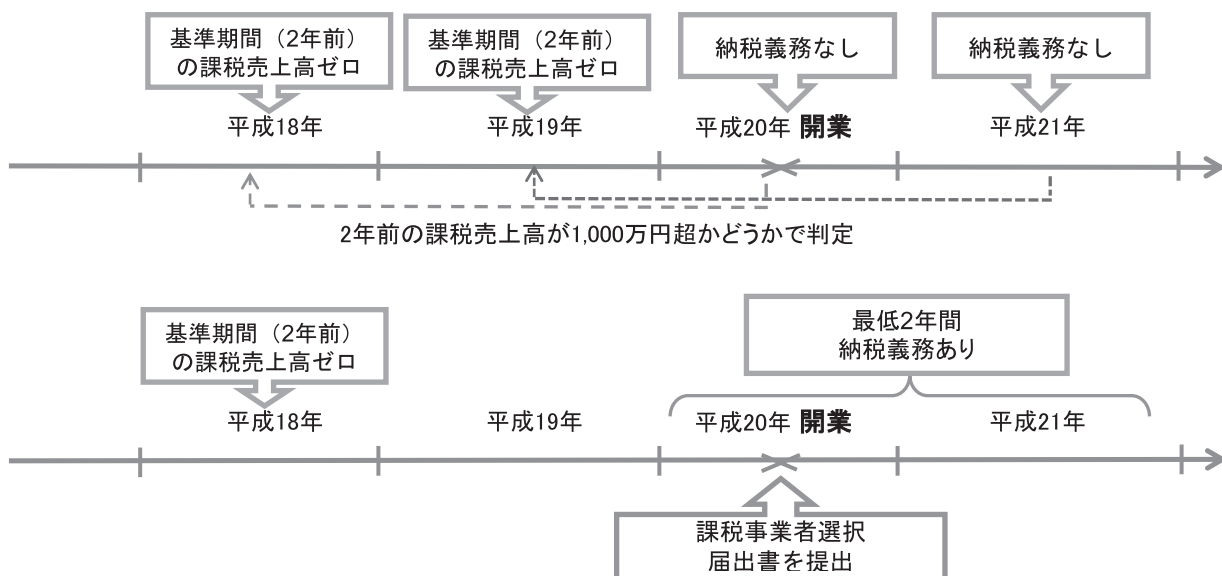 基準期間（2年前）
の課税売上高ゼロ
基準期間（2年前）
の課税売上高ゼロ
納税義務なし
納税義務なし
平成18年
平成19年
平成20年 開業
平成21年
2年前の課税売上高が1,000万円超かどうかで判定
基準期間（2年前）
の課税売上高ゼロ
最低2年間
納税義務あり
平成18年
平成19年
平成20年 開業
平成21年
課税事業者選択
届出書を提出